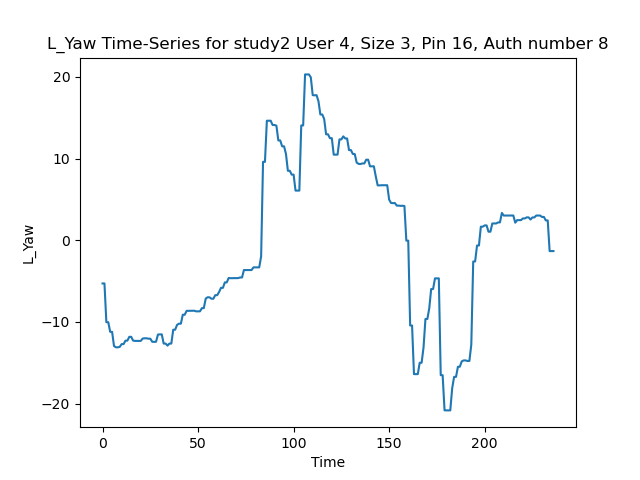 L_Yaw Time-Series for study2 User 4, Size 3, Pin 16, Auth number 8
20
10
0
−10
−20
L_Yaw
0 50 100 150 200
Time